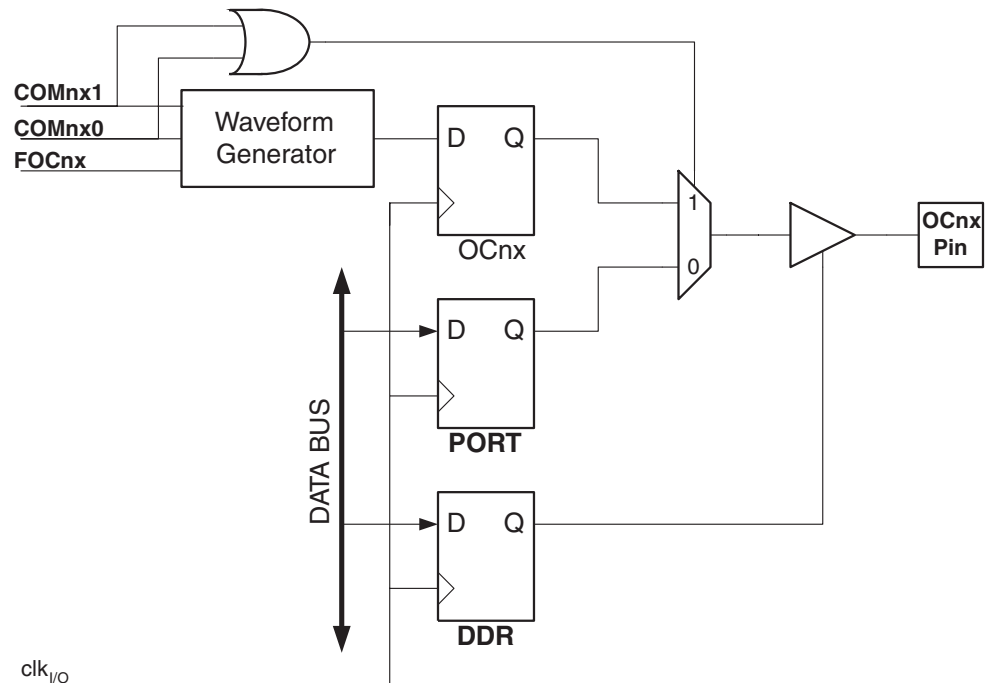 COMnx1
COMnx0
FOCnx
Waveform
Generator
D Q
OCnx
1
0
OCnx
Pin
D Q
PORT
DATA BUS
D Q
DDR
clkI/O